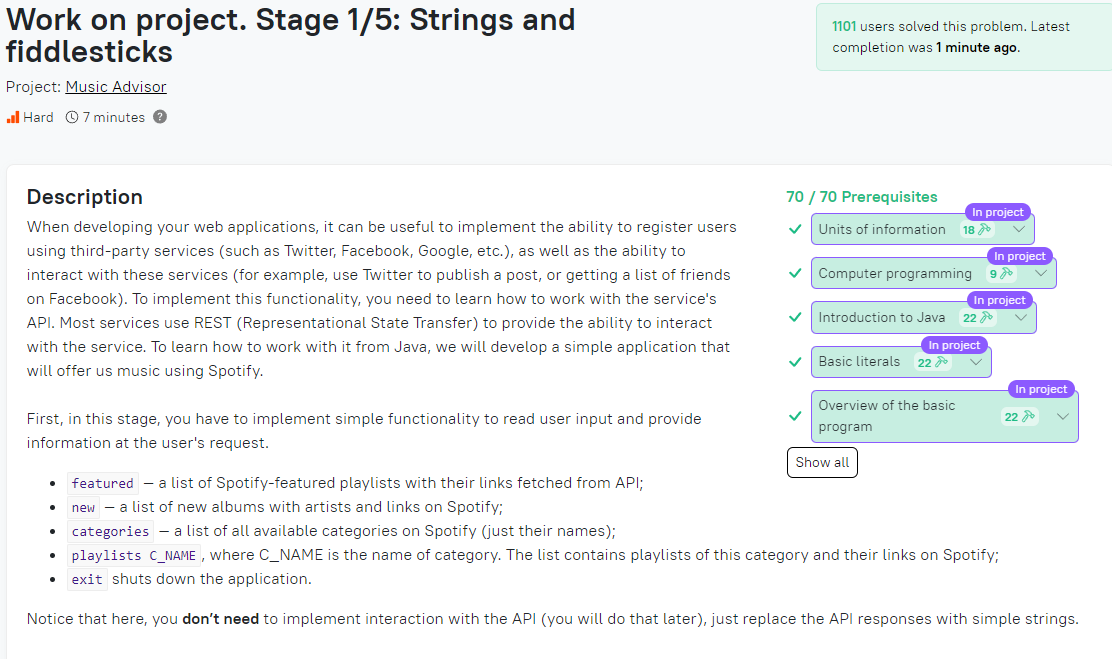 Work on project. Stage 1/5: Strings and
fiddlesticks
1101 users solved this problem. Latest
completion was 1 minute ago.
Project: Music Advisor
Hard 7 minutes ?
Description
When developing your web applications, it can be useful to implement the ability to register users
using third-party services (such as Twitter, Facebook, Google, etc.), as well as the ability to
interact with these services (for example, use Twitter to publish a post, or getting a list of friends
on Facebook). To implement this functionality, you need to learn how to work with the service's
API. Most services use REST (Representational State Transfer) to provide the ability to interact
with the service. To learn how to work with it from Java, we will develop a simple application that
will offer us music using Spotify.
First, in this stage, you have to implement simple functionality to read user input and provide
information at the user's request.
70 / 70 Prerequisites
In project
Units of information 18
In project
Computer programming 9
In project
Introduction to Java 22
In project
Basic literals 22
In project
Overview of the basic
program 22
Show all
• featured — a list of Spotify-featured playlists with their links fetched from API;
• new — a list of new albums with artists and links on Spotify;
• categories — a list of all available categories on Spotify (just their names);
• playlists C_NAME , where C_NAME is the name of category. The list contains playlists of this category and their links on Spotify;
• exit shuts down the application.
Notice that here, you don't need to implement interaction with the API (you will do that later), just replace the API responses with simple strings.